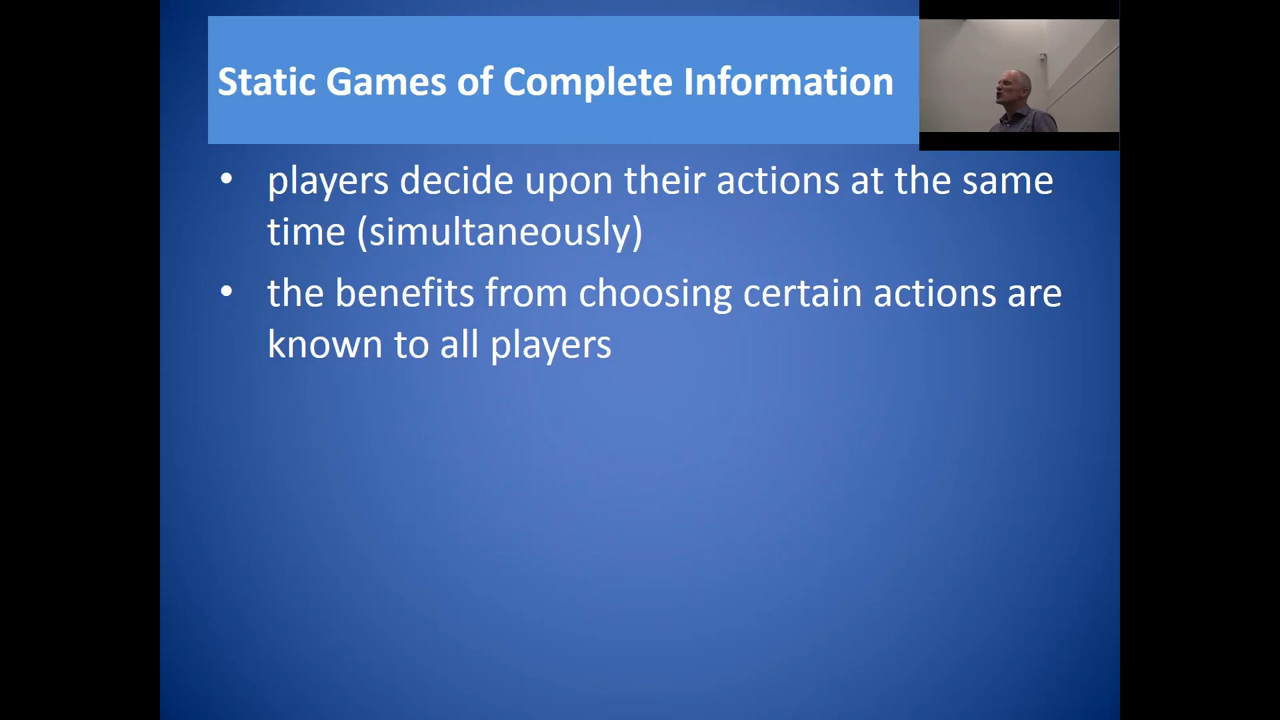 Static Games of Complete Information
• players decide upon their actions at the same
time (simultaneously)
• the benefits from choosing certain actions are
known to all players